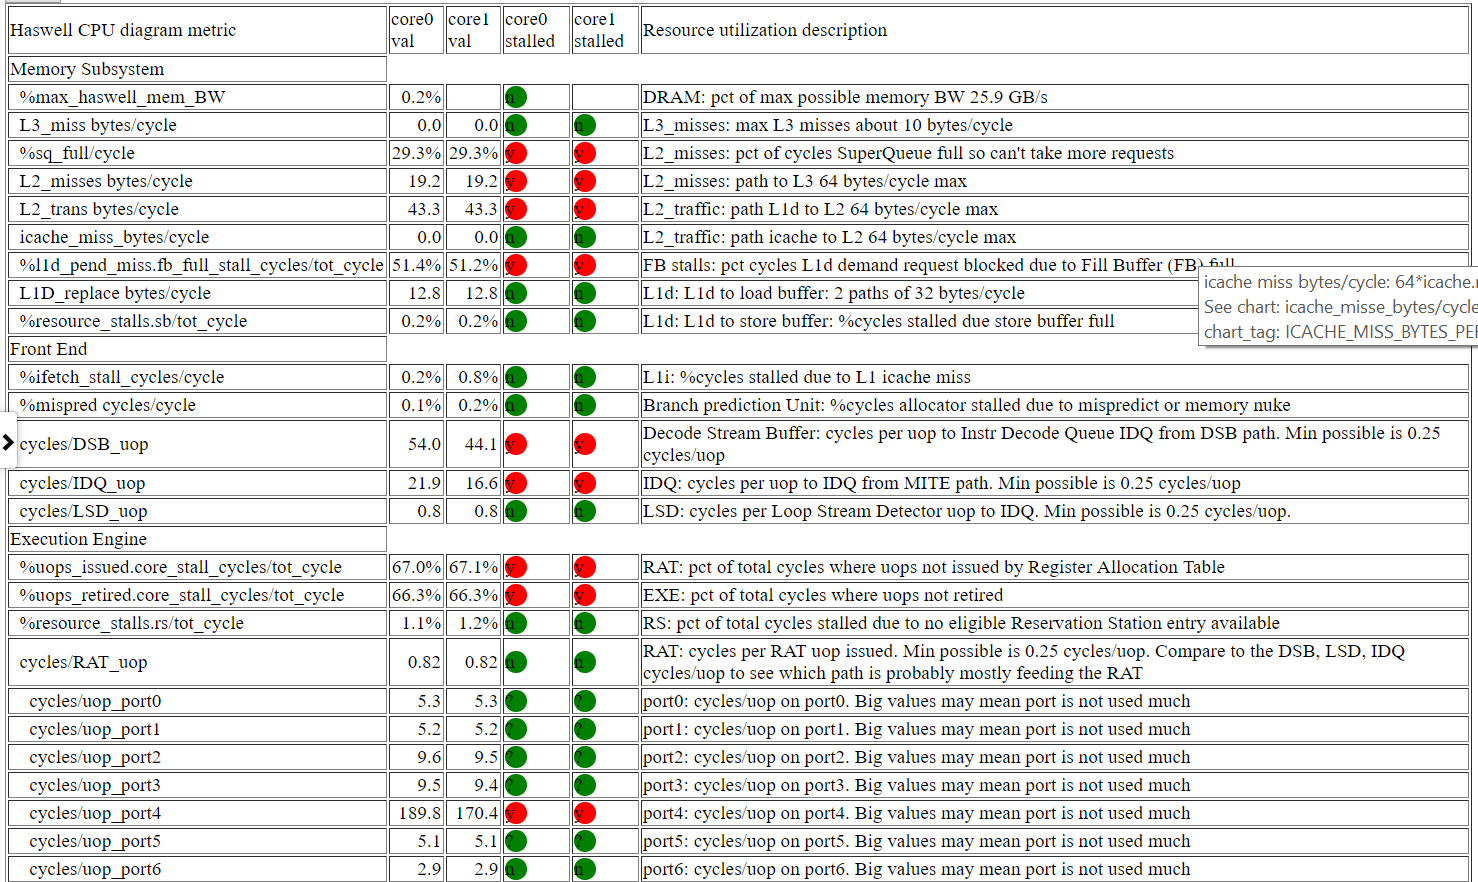 Haswell CPU diagram metric core0 val core1 val core0 stalled core1 stalled Resource utilization description
Memory Subsystem
%max_haswell_mem_BW 0.2% n DRAM: pct of max possible memory BW 25.9 GB/s
L3_miss bytes/cycle 0.0 0.0 n n L3_misses: max L3 misses about 10 bytes/cycle
%sq_full/cycle 29.3% 29.3% y y L2_misses: pct of cycles SuperQueue full so can't take more requests
L2_misses bytes/cycle 19.2 19.2 y y L2_misses: path to L3 64 bytes/cycle max
L2_trans bytes/cycle 43.3 43.3 y y L2_traffic: path L1d to L2 64 bytes/cycle max
icache_miss_bytes/cycle 0.0 0.0 n n L2_traffic: path icache to L2 64 bytes/cycle max
%l1d_pend_miss.fb_full_stall_cycles/tot_cycle 51.4% 51.2% y y FB stalls: pct cycles L1d demand request blocked due to Fill Buffer (FB) full
L1D_replace bytes/cycle 12.8 12.8 n n L1d: L1d to load buffer: 2 paths of 32 bytes/cycle
%resource_stalls.sb/tot_cycle 0.2% 0.2% n n L1d: L1d to store buffer: %cycles stalled due store buffer full
icache miss bytes/cycle: 64*icache.
See chart: icache_misse_bytes/cycle
chart_tag: ICACHE_MISS_BYTES_PE
Front End
%ifetch_stall_cycles/cycle 0.2% 0.8% n n L1i: %cycles stalled due to L1 icache miss
%mispred cycles/cycle 0.1% 0.2% n n Branch prediction Unit: %cycles allocator stalled due to mispredict or memory nuke
cycles/DSB_uop 54.0 44.1 y y Decode Stream Buffer: cycles per uop to Instr Decode Queue IDQ from DSB path. Min possible is 0.25
cycles/uop
cycles/IDQ_uop 21.9 16.6 y y IDQ: cycles per uop to IDQ from MITE path. Min possible is 0.25 cycles/uop
cycles/LSD_uop 0.8 0.8 n n LSD: cycles per Loop Stream Detector uop to IDQ. Min possible is 0.25 cycles/uop.
Execution Engine
%uops_issued.core_stall_cycles/tot_cycle 67.0% 67.1% y y RAT: pct of total cycles where uops not issued by Register Allocation Table
%uops_retired.core_stall_cycles/tot_cycle 66.3% 66.3% y y EXE: pct of total cycles where uops not retired
%resource_stalls.rs/tot_cycle 1.1% 1.2% n n RS: pct of total cycles stalled due to no eligible Reservation Station entry available
cycles/RAT_uop 0.82 0.82 n n RAT: cycles per RAT uop issued. Min possible is 0.25 cycles/uop. Compare to the DSB, LSD, IDQ
cycles/uop to see which path is probably mostly feeding the RAT
cycles/uop_port0 5.3 5.3 ? ? port0: cycles/uop on port0. Big values may mean port is not used much
cycles/uop_port1 5.2 5.2 ? ? port1: cycles/uop on port1. Big values may mean port is not used much
cycles/uop_port2 9.6 9.5 ? ? port2: cycles/uop on port2. Big values may mean port is not used much
cycles/uop_port3 9.5 9.4 ? ? port3: cycles/uop on port3. Big values may mean port is not used much
cycles/uop_port4 189.8 170.4 y y port4: cycles/uop on port4. Big values may mean port is not used much
cycles/uop_port5 5.1 5.1 ? ? port5: cycles/uop on port5. Big values may mean port is not used much
cycles/uop_port6 2.9 2.9 n n port6: cycles/uop on port6. Big values may mean port is not used much